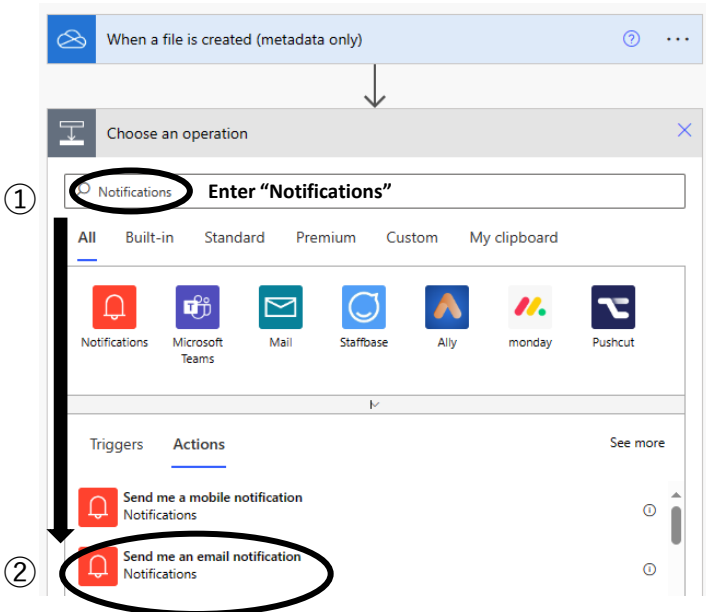 When a file is created (metadata only)
Choose an operation
①
Notifications
Enter “Notifications”
All Built-in Standard Premium Custom My clipboard
Notifications Microsoft Teams Mail Staffbase Ally monday Pushcut
Triggers Actions See more
Send me a mobile notification
Notifications
②
Send me an email notification
Notifications